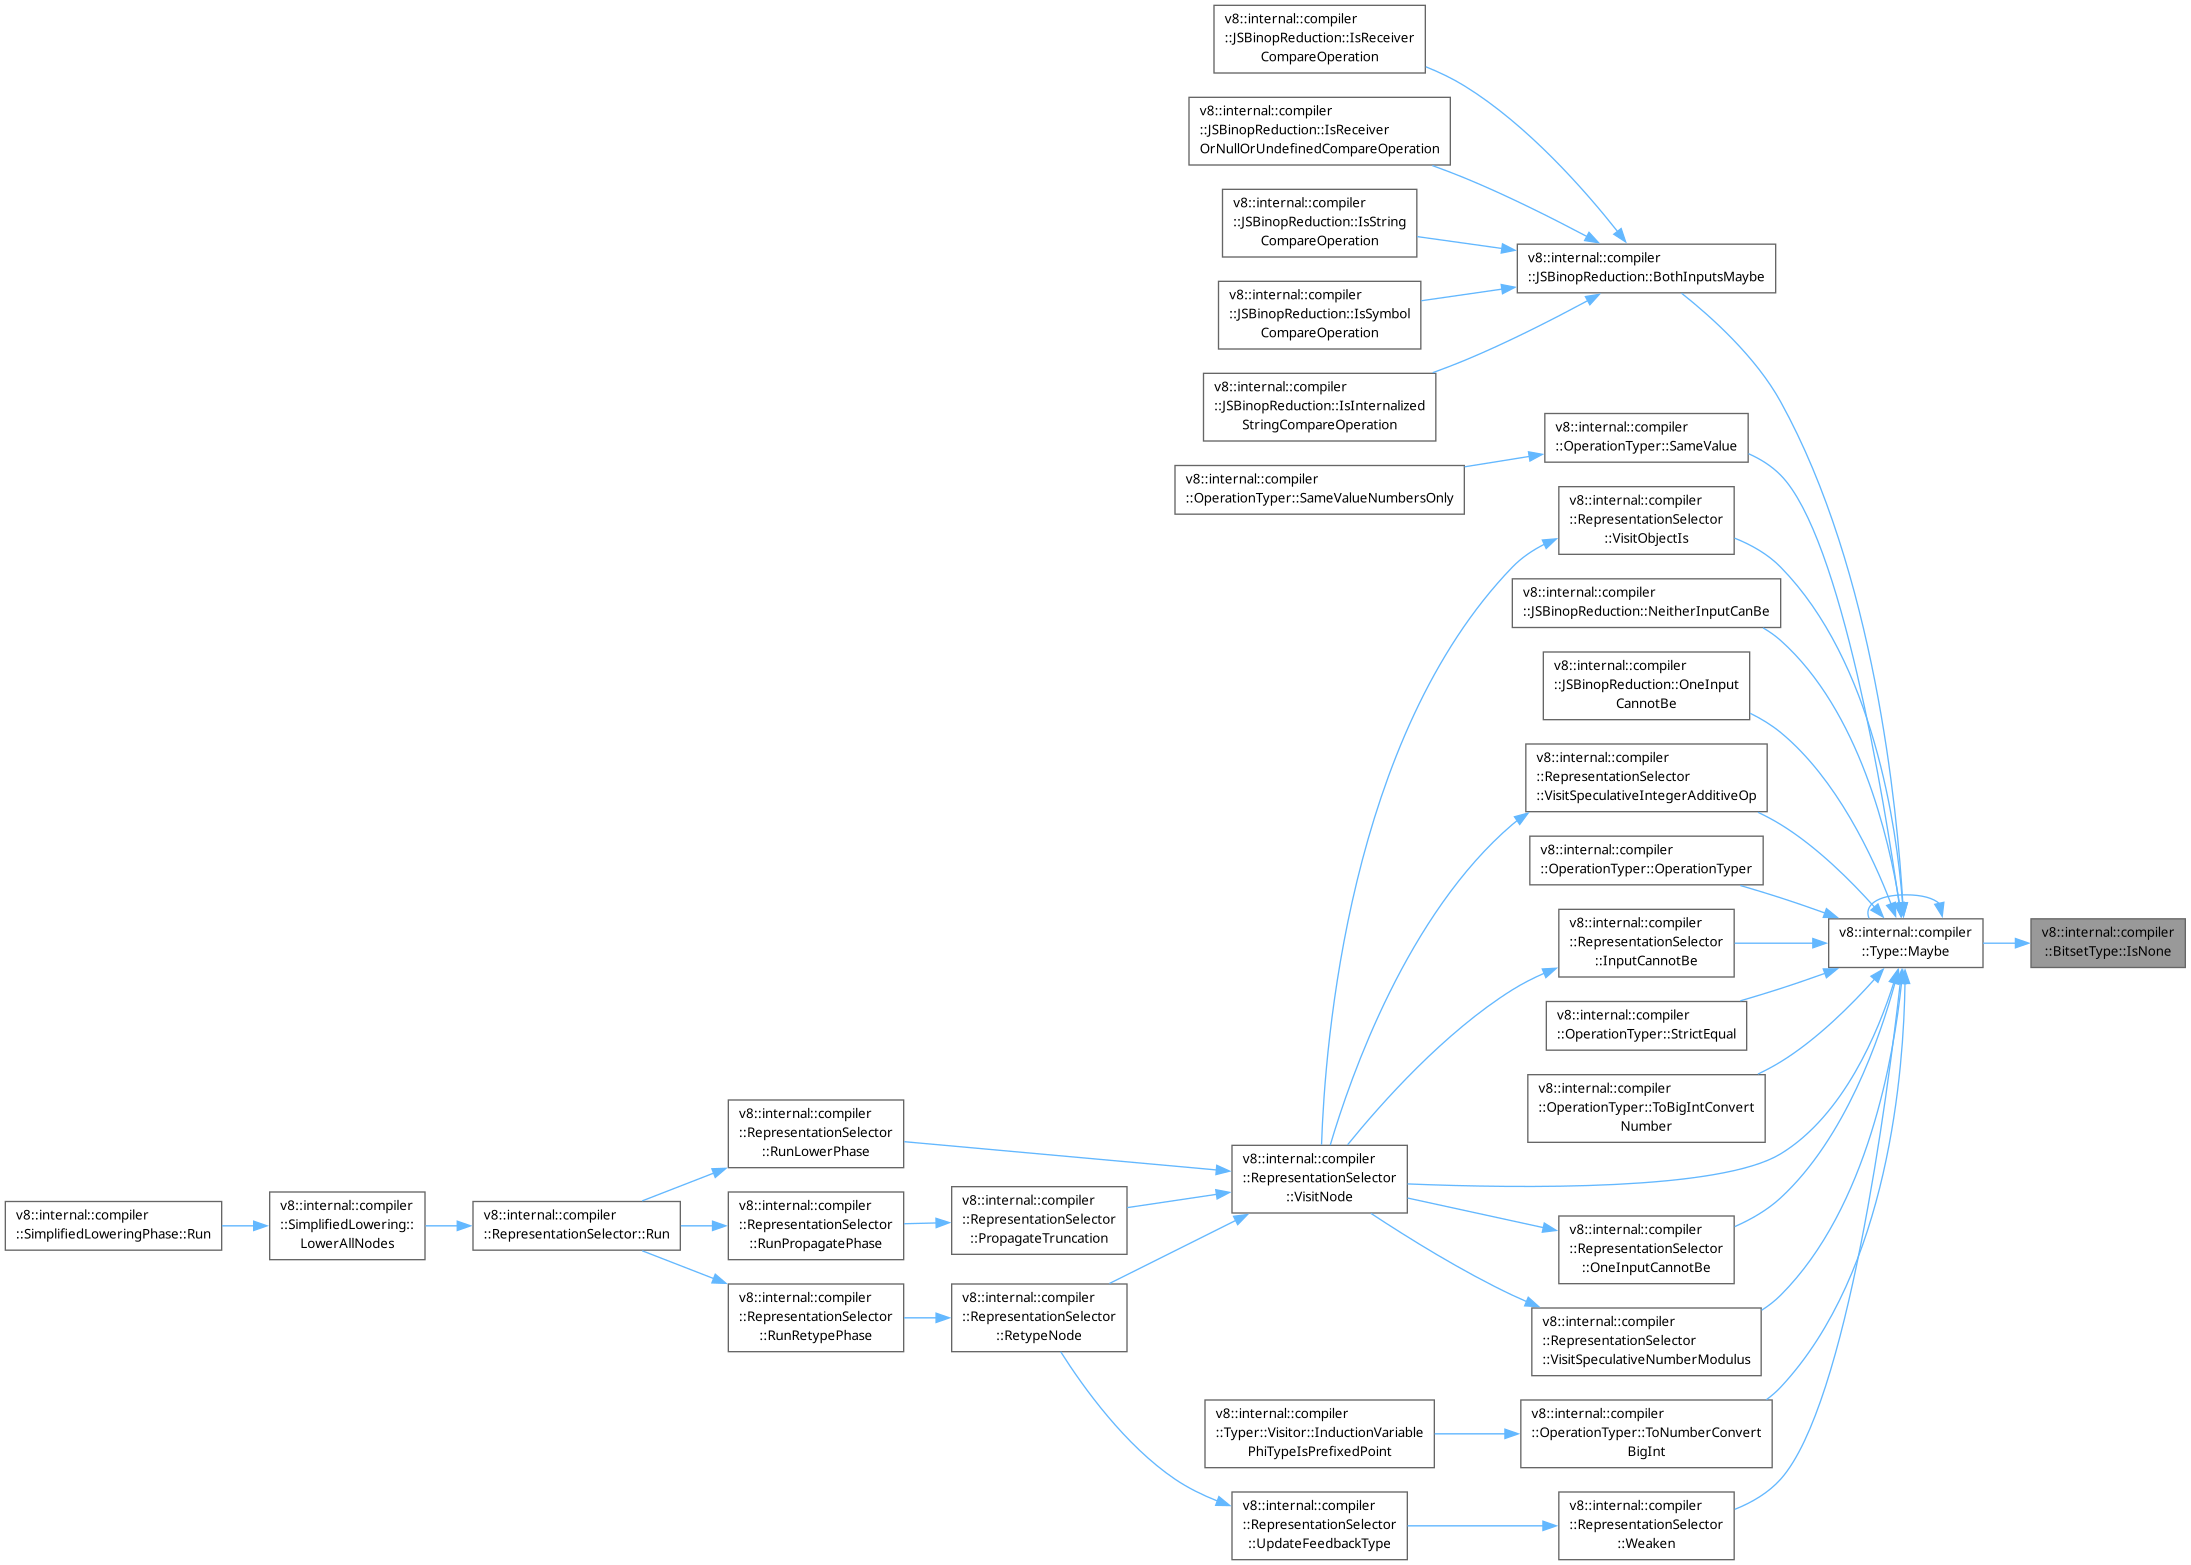 v8::internal::compiler
::JSBinopReduction::IsReceiver
CompareOperation
v8::internal::compiler
::JSBinopReduction::IsReceiver
OrNullOrUndefinedCompareOperation
v8::internal::compiler
::JSBinopReduction::IsString
CompareOperation
v8::internal::compiler
::JSBinopReduction::BothInputsMaybe
v8::internal::compiler
::JSBinopReduction::IsSymbol
CompareOperation
v8::internal::compiler
::JSBinopReduction::IsInternalized
StringCompareOperation
v8::internal::compiler
::OperationTyper::SameValue
v8::internal::compiler
::OperationTyper::SameValueNumbersOnly
v8::internal::compiler
::RepresentationSelector
::VisitObjectIs
v8::internal::compiler
::JSBinopReduction::NeitherInputCanBe
v8::internal::compiler
::JSBinopReduction::OneInput
CannotBe
v8::internal::compiler
::RepresentationSelector
::VisitSpeculativeIntegerAdditiveOp
v8::internal::compiler
::OperationTyper::OperationTyper
v8::internal::compiler
::RepresentationSelector
::InputCannotBe
v8::internal::compiler
::Type::Maybe
v8::internal::compiler
::BitsetType::IsNone
v8::internal::compiler
::OperationTyper::StrictEqual
v8::internal::compiler
::OperationTyper::ToBigIntConvert
Number
v8::internal::compiler
::RepresentationSelector
::RunLowerPhase
v8::internal::compiler
::RepresentationSelector
::VisitNode
v8::internal::compiler
::SimplifiedLoweringPhase::Run
v8::internal::compiler
::SimplifiedLowering::
LowerAllNodes
v8::internal::compiler
::RepresentationSelector::Run
v8::internal::compiler
::RepresentationSelector
::RunPropagatePhase
v8::internal::compiler
::RepresentationSelector
::PropagateTruncation
v8::internal::compiler
::RepresentationSelector
::OneInputCannotBe
v8::internal::compiler
::RepresentationSelector
::RunRetypePhase
v8::internal::compiler
::RepresentationSelector
::RetypeNode
v8::internal::compiler
::RepresentationSelector
::VisitSpeculativeNumberModulus
v8::internal::compiler
::Typer::Visitor::InductionVariable
PhiTypeIsPrefixedPoint
v8::internal::compiler
::OperationTyper::ToNumberConvert
BigInt
v8::internal::compiler
::RepresentationSelector
::UpdateFeedbackType
v8::internal::compiler
::RepresentationSelector
::Weaken